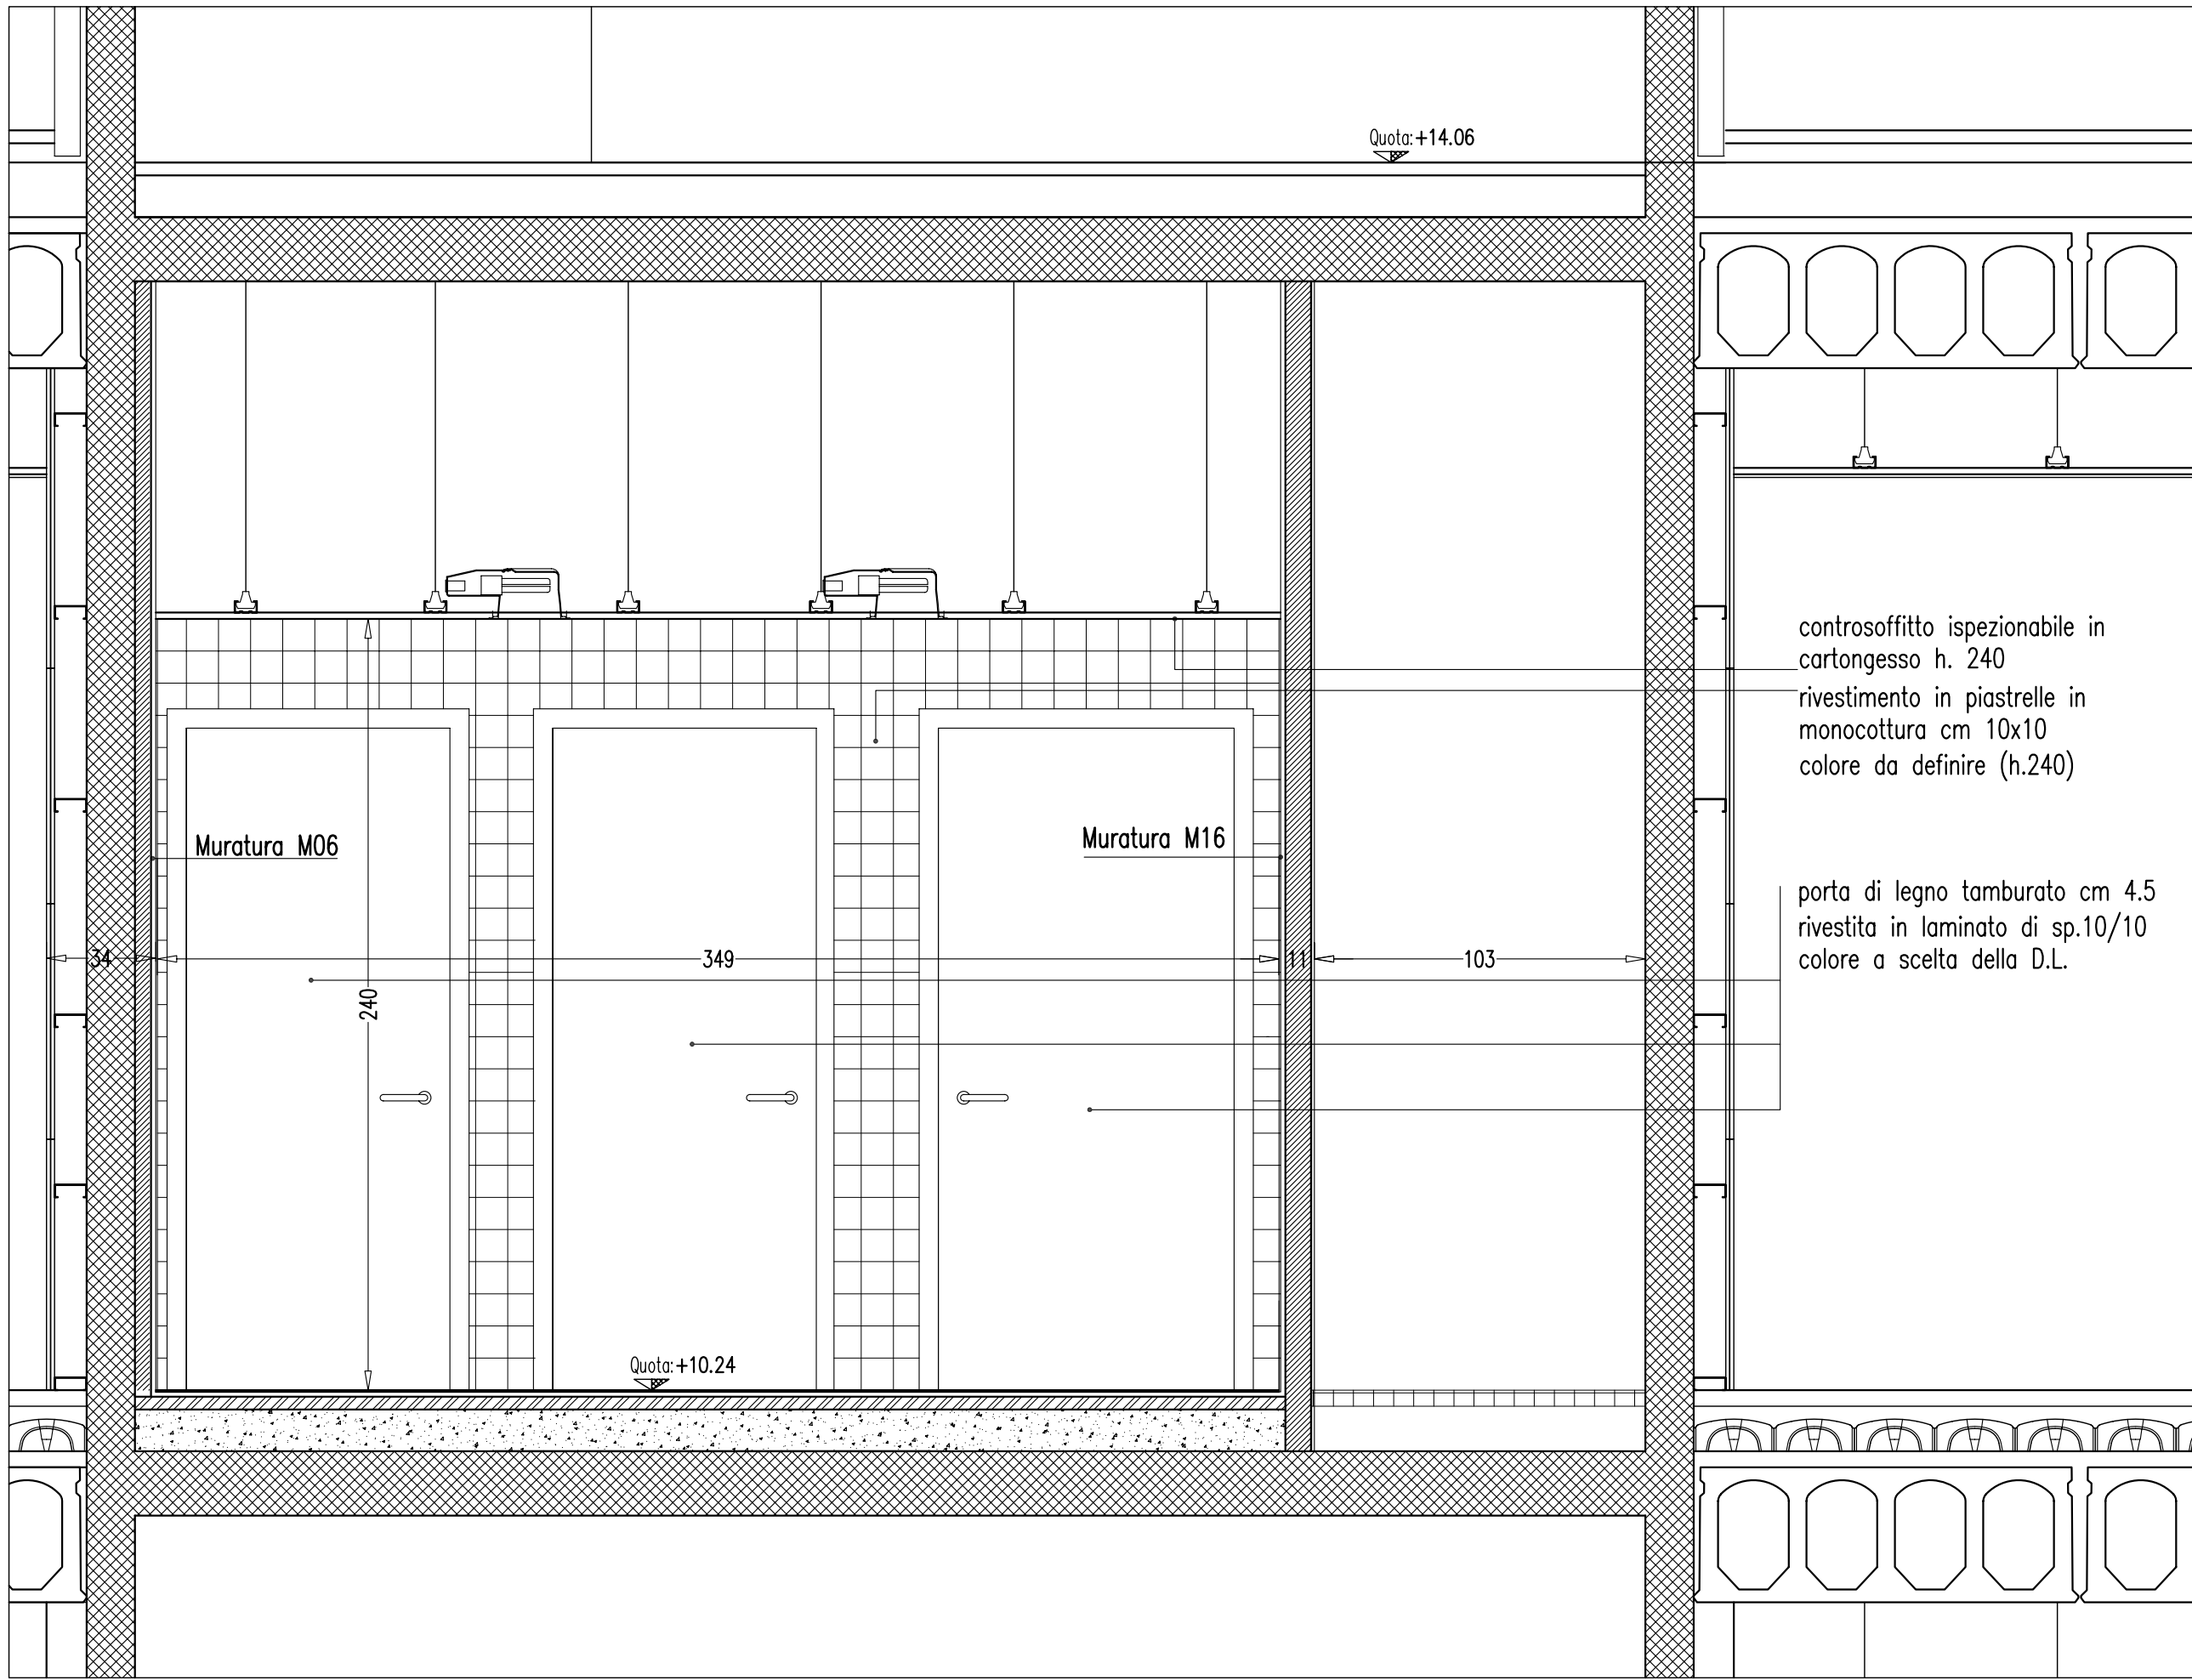 Quota:+14.06
controsoffitto ispezionabile in
cartongesso h. 240
rivestimento in piastrelle in
monocottura cm 10x10
colore da definire (h.240)
Muratura M06
Muratura M16
porta di legno tamburato cm 4.5
rivestita in laminato di sp.10/10
colore a scelta della D.L.
34
349
11
103
240
Quota:+10.24